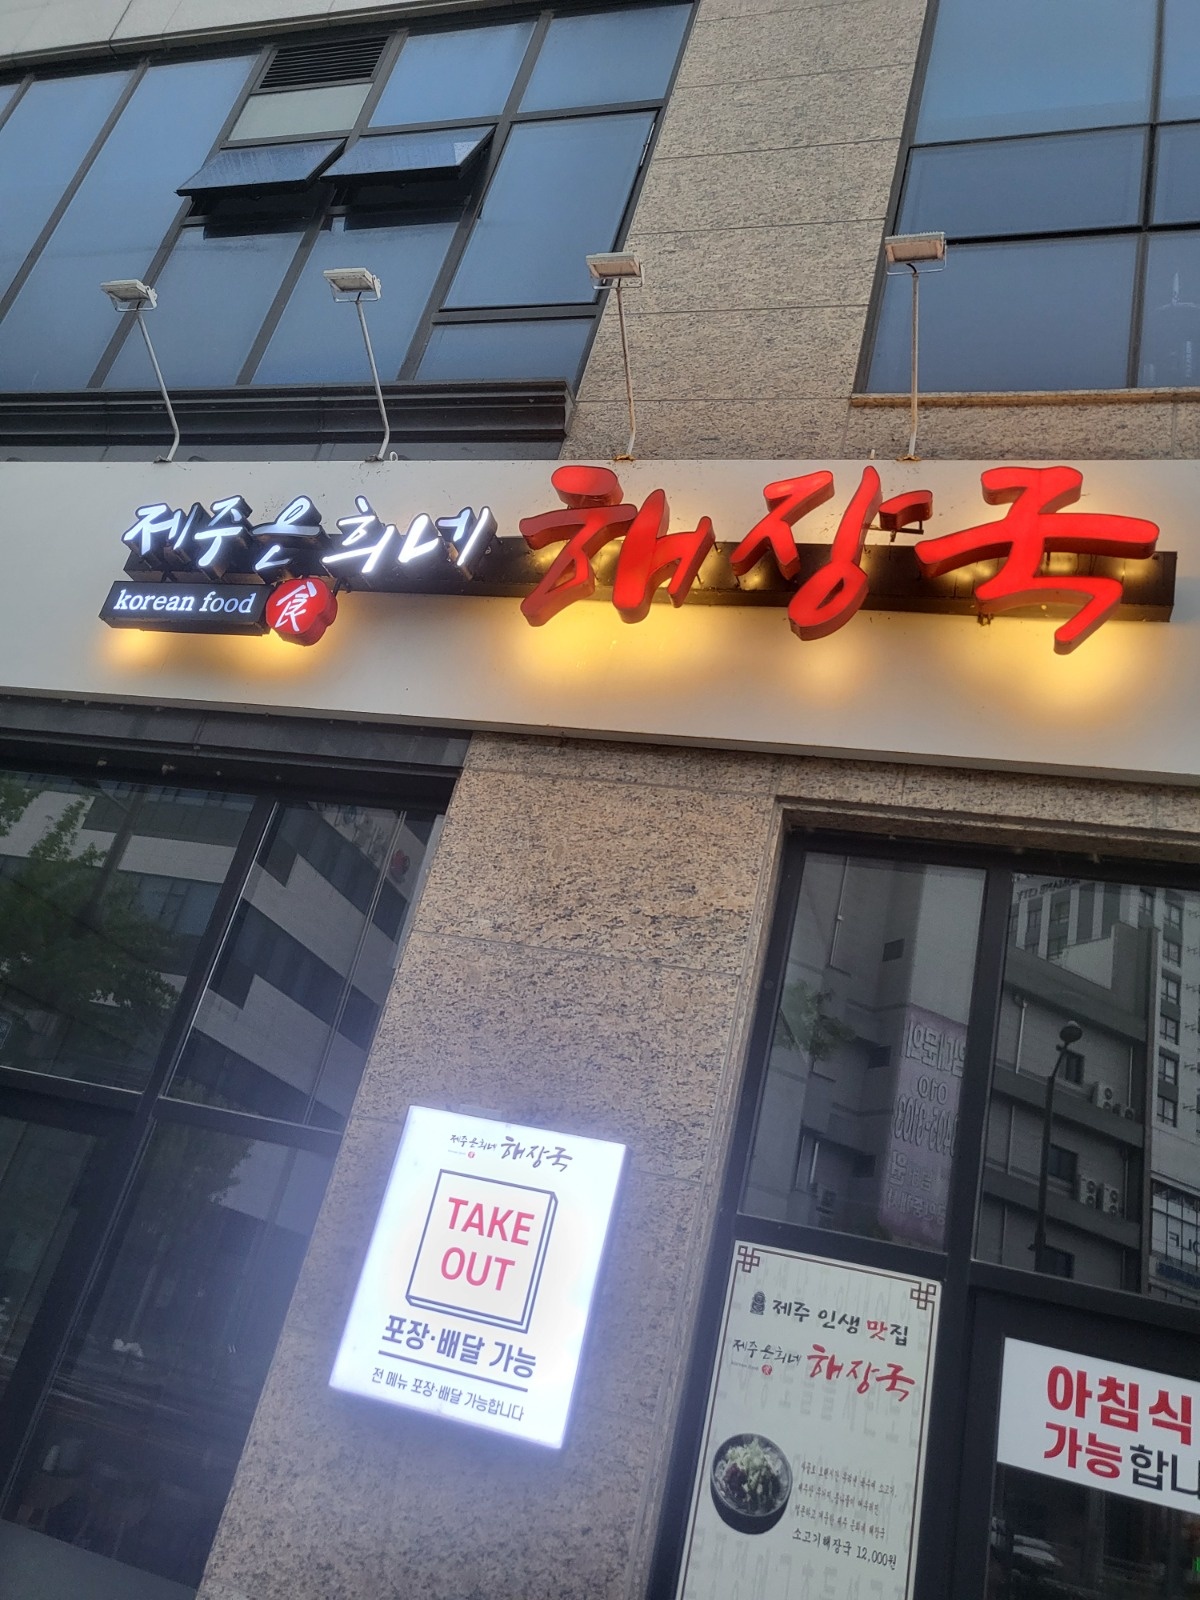 제주은희네 해장국
korean food 食
제주은희네 해장국
TAKE
OUT
포장·배달 가능
전 메뉴 포장·배달 가능합니다
제주 인생 맛집
제주은희네 해장국
소고기해장국 12,000원
아침식
가능합니